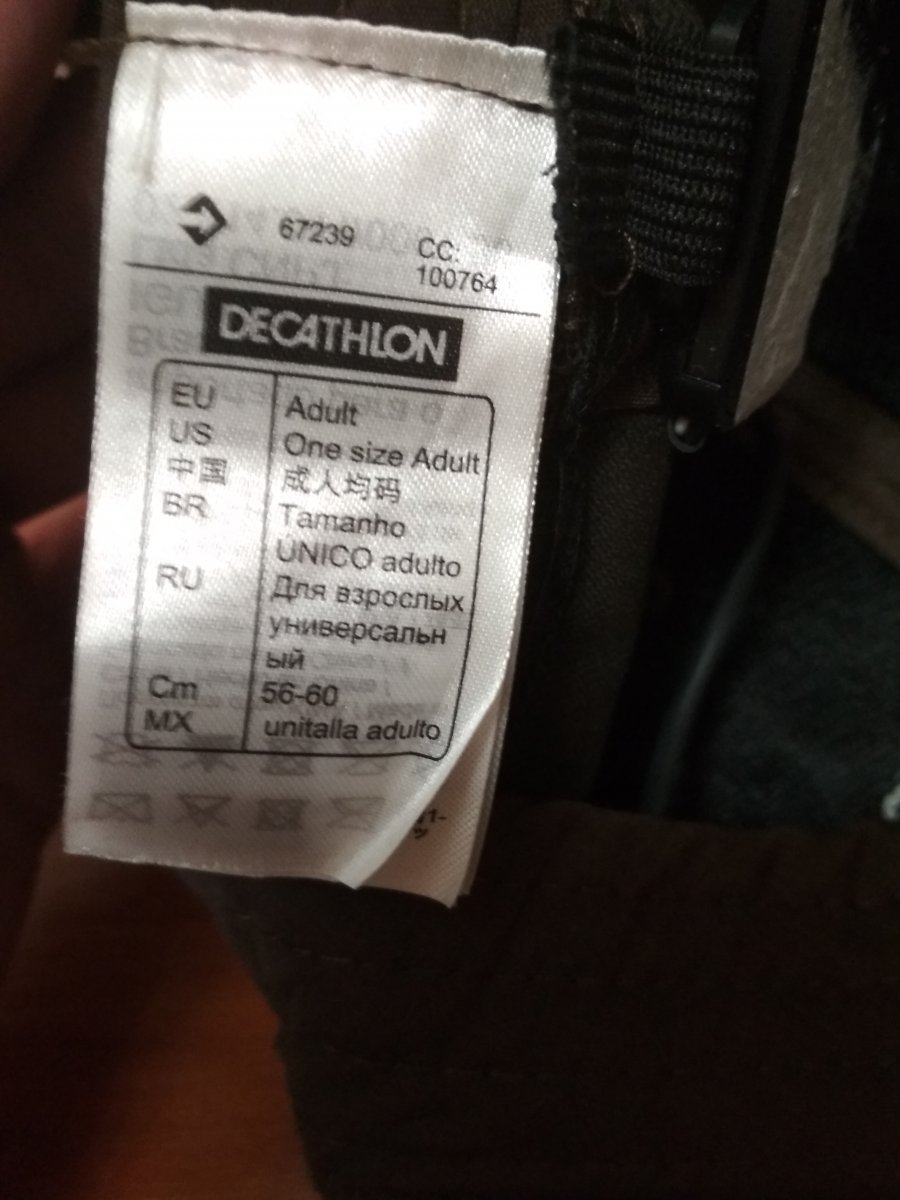 67239
CC:
100764
DECATHLON
EU Adult
US One size Adult
中国 成人均码
BR Tamanho
ÚNICO adulto
RU Для взрослых
универсальн
ый
Cm 56-60
MX unitalla adulto